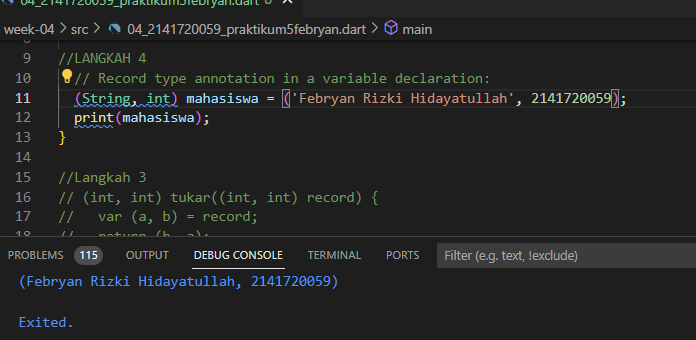 04_2141720059_praktikum5febryan.dart 6
week-04 > src > 04_2141720059_praktikum5febryan.dart > main
8
9 //LANGKAH 4
10 // Record type annotation in a variable declaration:
11 (String, int) mahasiswa = ('Febryan Rizki Hidayatullah', 2141720059);
12 print(mahasiswa);
13 }
14
15 //Langkah 3
16 // (int, int) tukar((int, int) record) {
17 //   var (a, b) = record;
18 //   return (b, a);
PROBLEMS 115 OUTPUT DEBUG CONSOLE TERMINAL PORTS Filter (e.g. text, !exclude)
(Febryan Rizki Hidayatullah, 2141720059)
Exited.